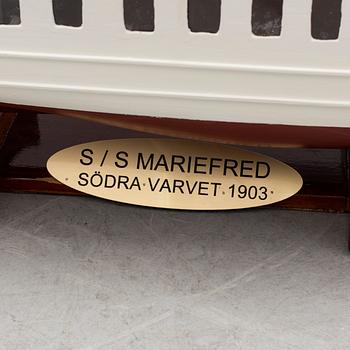 S / S MARIEFRED
SÖDRA VARVET 1903